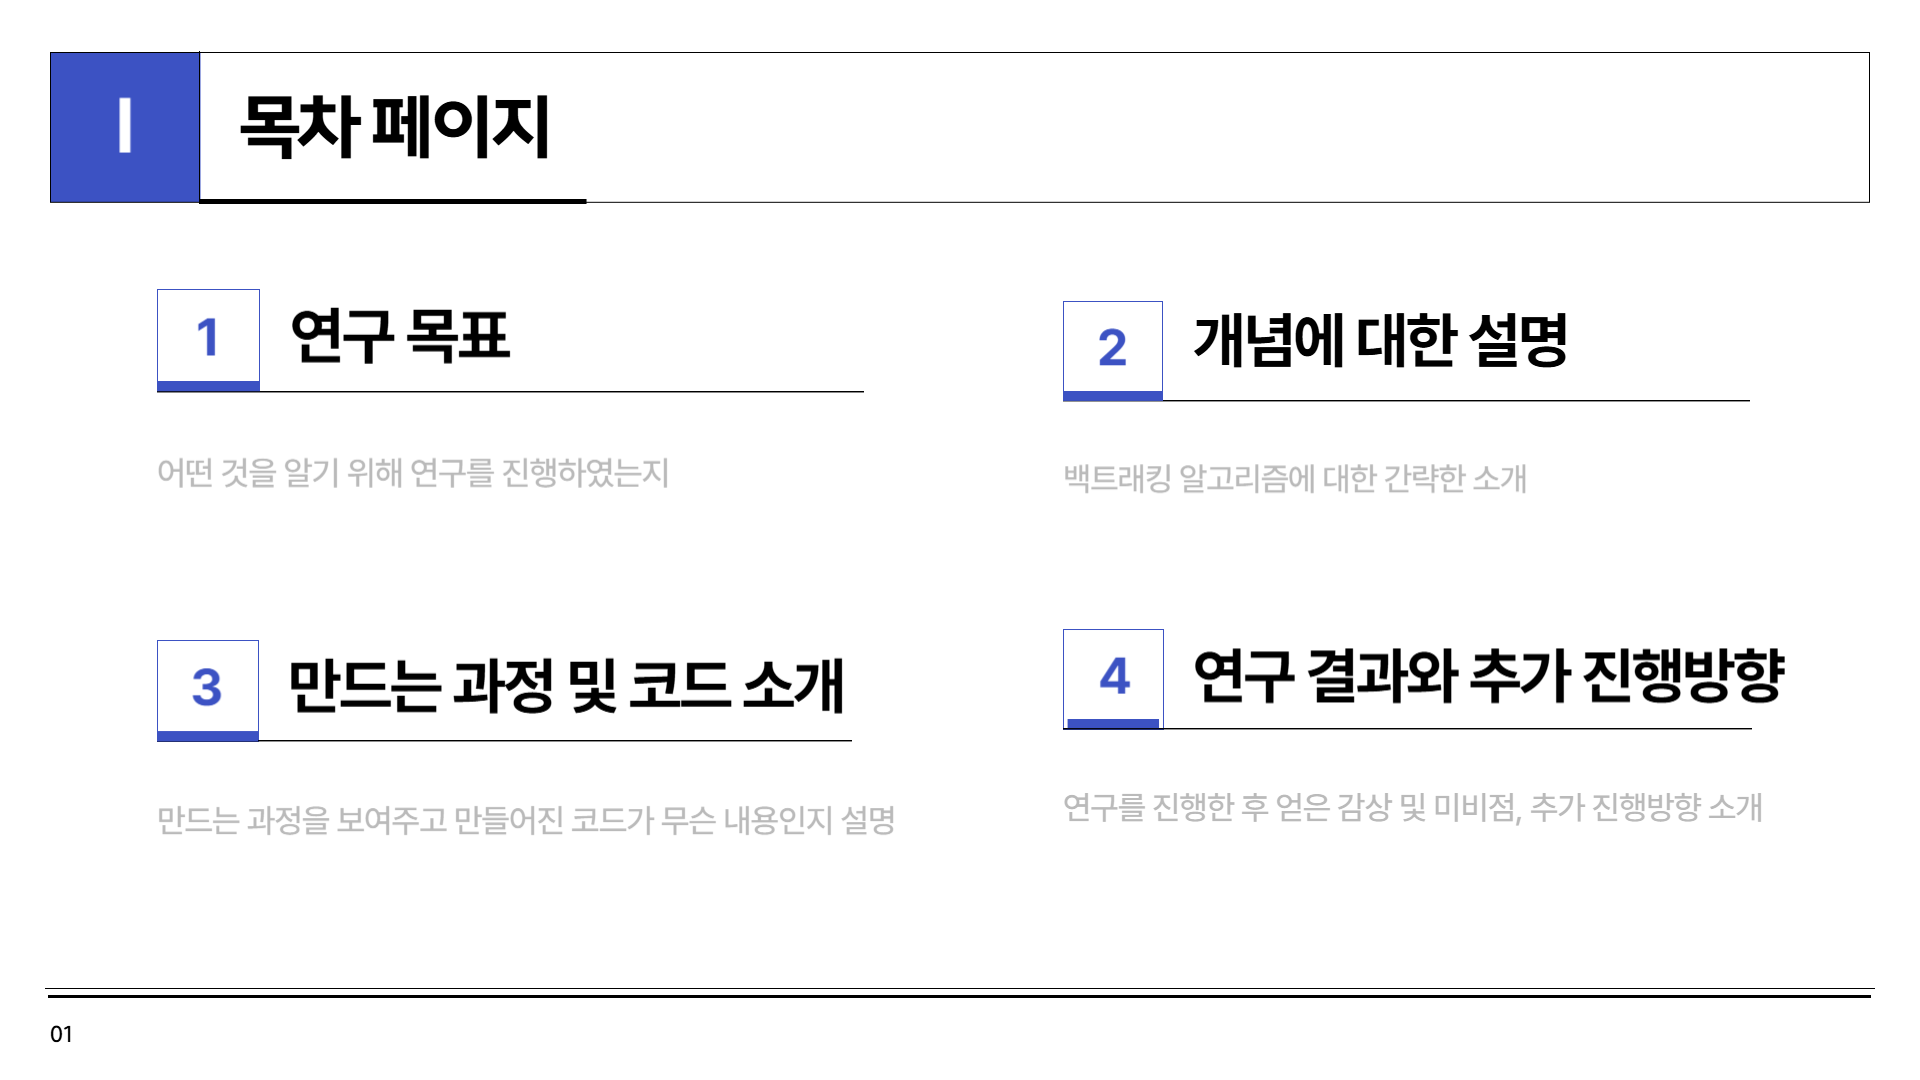 I
목차 페이지
1
연구 목표
어떤 것을 알기 위해 연구를 진행하였는지
2
개념에 대한 설명
백트래킹 알고리즘에 대한 간략한 소개
3
만드는 과정 및 코드 소개
만드는 과정을 보여주고 만들어진 코드가 무슨 내용인지 설명
4
연구 결과와 추가 진행방향
연구를 진행한 후 얻은 감상 및 미비점, 추가 진행방향 소개
01